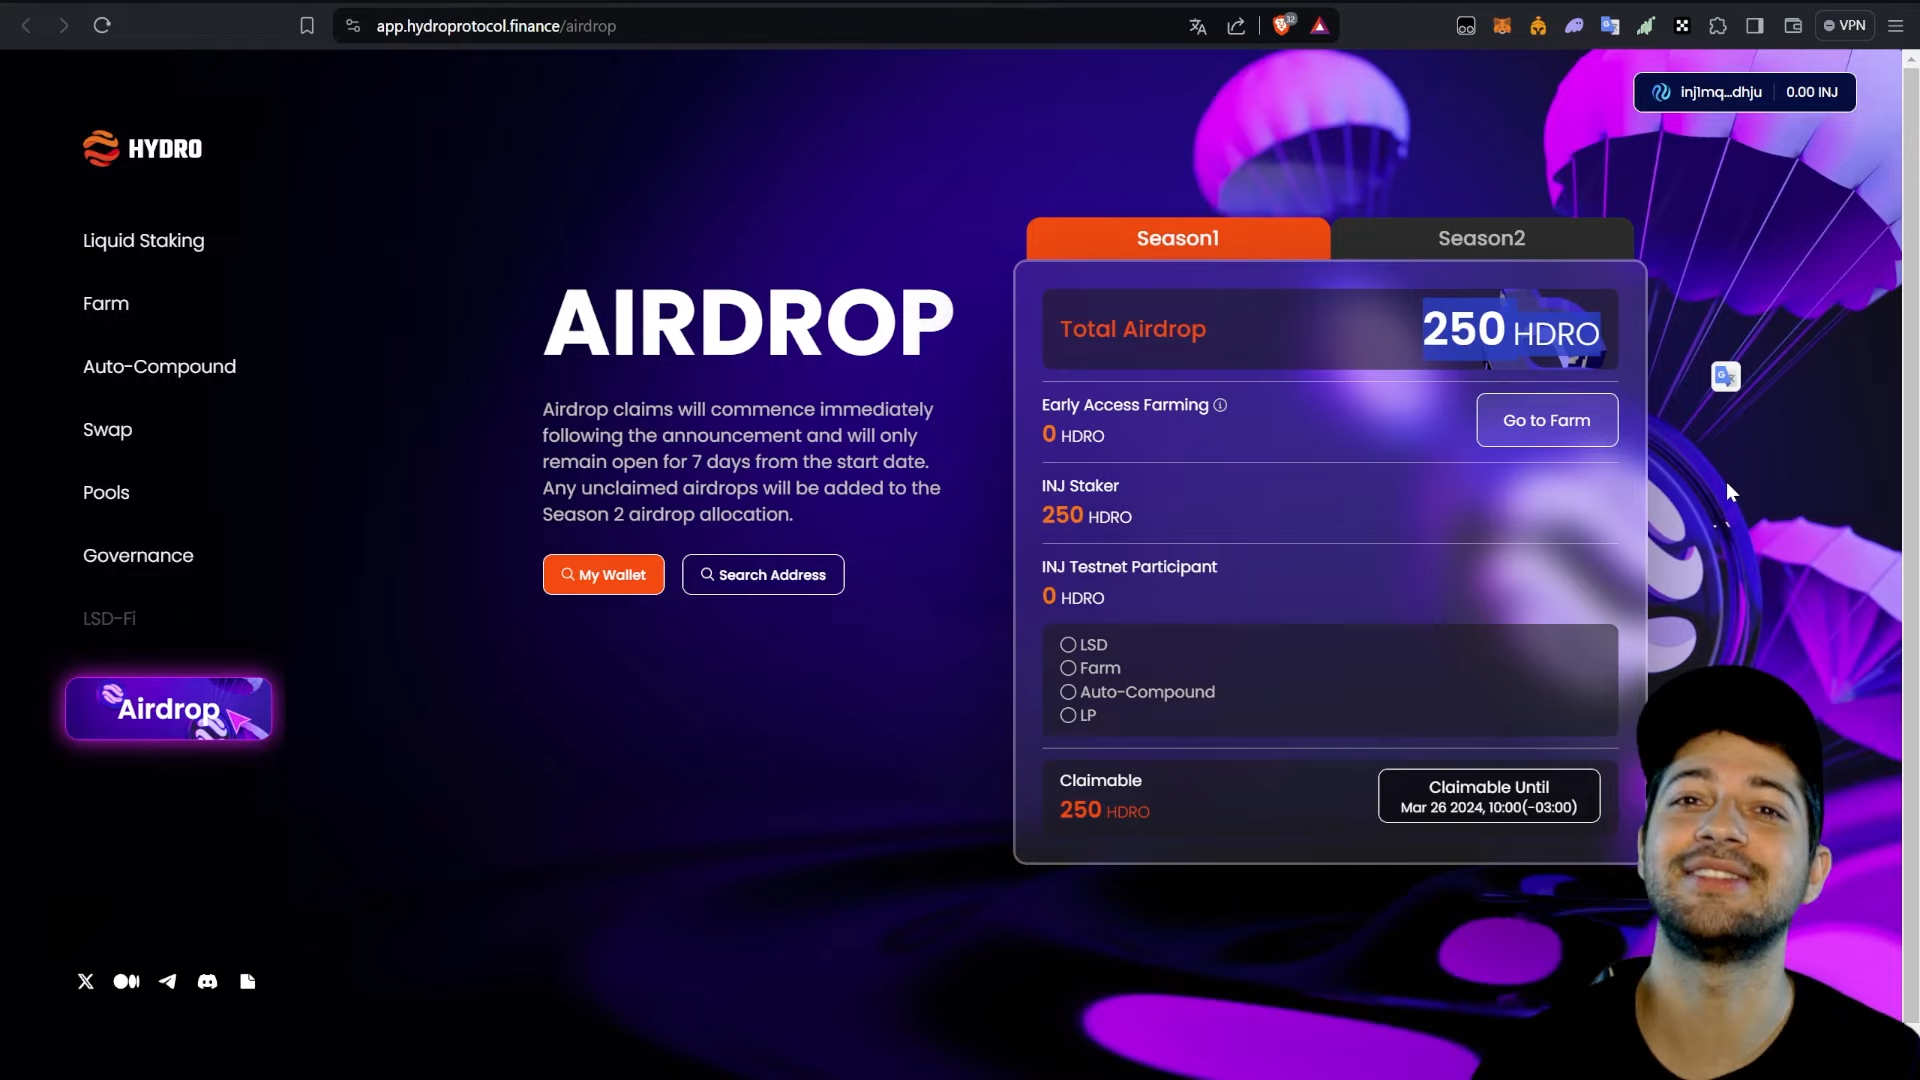 app.hydroprotocol.finance/airdrop
32
VPN
inj1mq...dhju 0.00 INJ
HYDRO
Liquid Staking
Farm
Auto-Compound
Swap
Pools
Governance
LSD-Fi
Airdrop
AIRDROP
Airdrop claims will commence immediately
following the announcement and will only
remain open for 7 days from the start date.
Any unclaimed airdrops will be added to the
Season 2 airdrop allocation.
My Wallet Search Address
Season1 Season2
Total Airdrop 250 HDRO
Early Access Farming
0 HDRO
Go to Farm
INJ Staker
250 HDRO
INJ Testnet Participant
0 HDRO
LSD
Farm
Auto-Compound
LP
Claimable
250 HDRO
Claimable Until
Mar 26 2024, 10:00(-03:00)